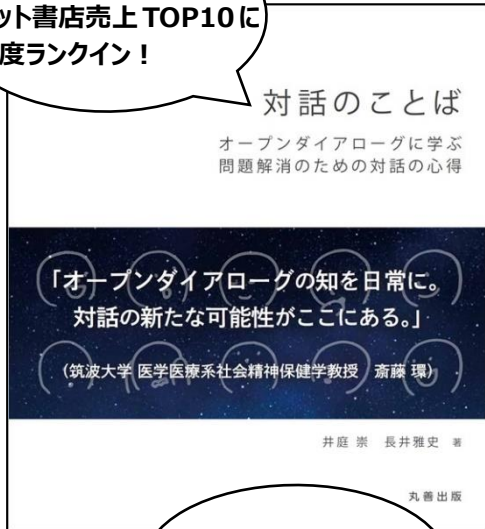 ット書店売上TOP10に
度ランクイン！
対話のことば
オープンダイアローグに学ぶ
問題解消のための対話の心得
「オープンダイアローグの知を日常に。
対話の新たな可能性がここにある。」
（筑波大学 医学医療系社会精神保健学教授 斎藤 環）
井庭 崇 長井雅史 著
丸善出版